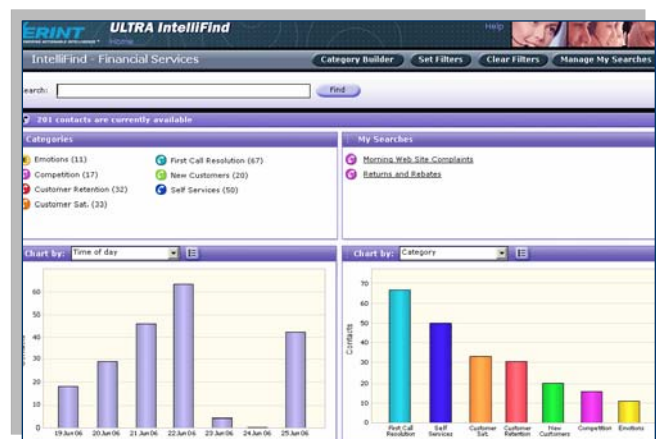 ERINT ULTRA IntelliFind Help
Home
IntelliFind - Financial Services Category Builder Set Filters Clear Filters Manage My Searches
earch: Find
201 contacts are currently available
Categories My Searches
Emotions (11) First Call Resolution (67) Morning Web Site Complaints
Competition (17) New Customers (20) Returns and Rebates
Customer Retention (32) Self Services (50)
Customer Sat. (33)
Chart by: Time of day Chart by: Category
60
50
40
30
20
10
0
19 Jun 06 20 Jun 06 21 Jun 06 22 Jun 06 23 Jun 06 24 Jun 06 25 Jun 06
Contacts
70
60
50
40
30
20
10
0
First Call Resolution Self Services Customer Sat. Customer Retention New Customers Competition Emotions